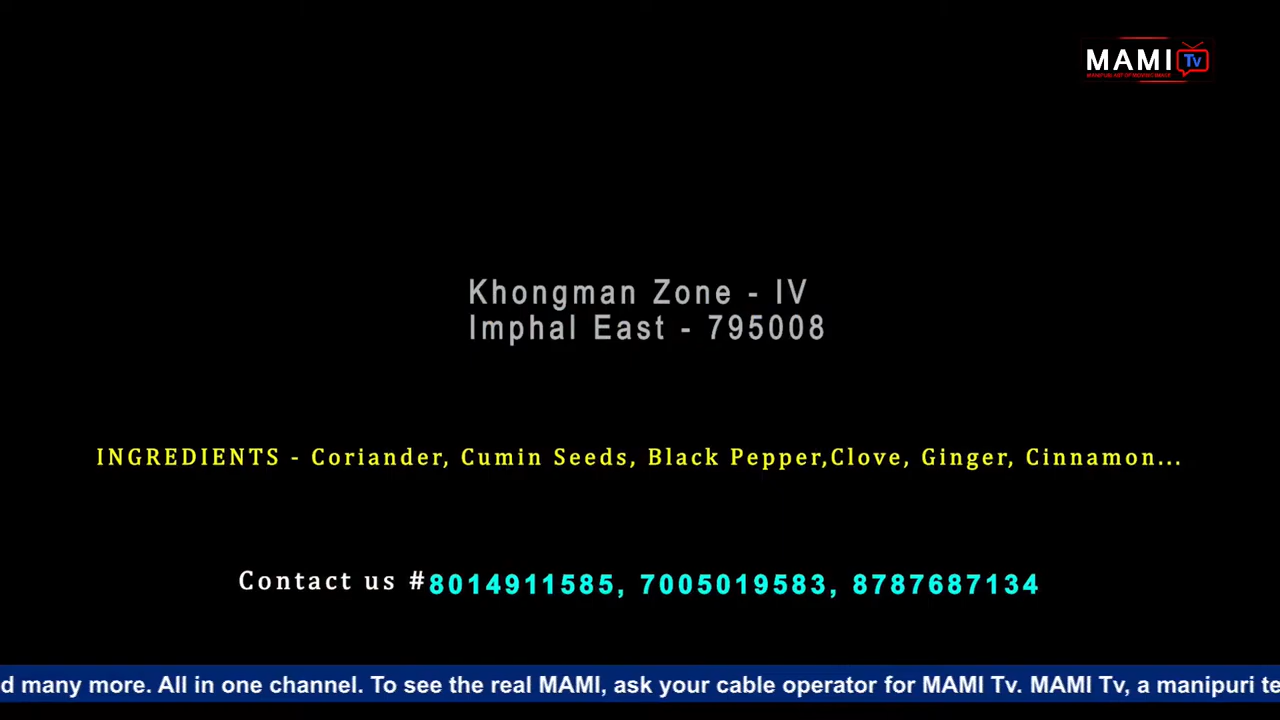 MAMI Tv
Khongman Zone - IV
Imphal East - 795008
INGREDIENTS - Coriander, Cumin Seeds, Black Pepper,Clove, Ginger, Cinnamon...
Contact us #8014911585, 7005019583, 8787687134
d many more. All in one channel. To see the real MAMI, ask your cable operator for MAMI Tv. MAMI Tv, a manipuri te